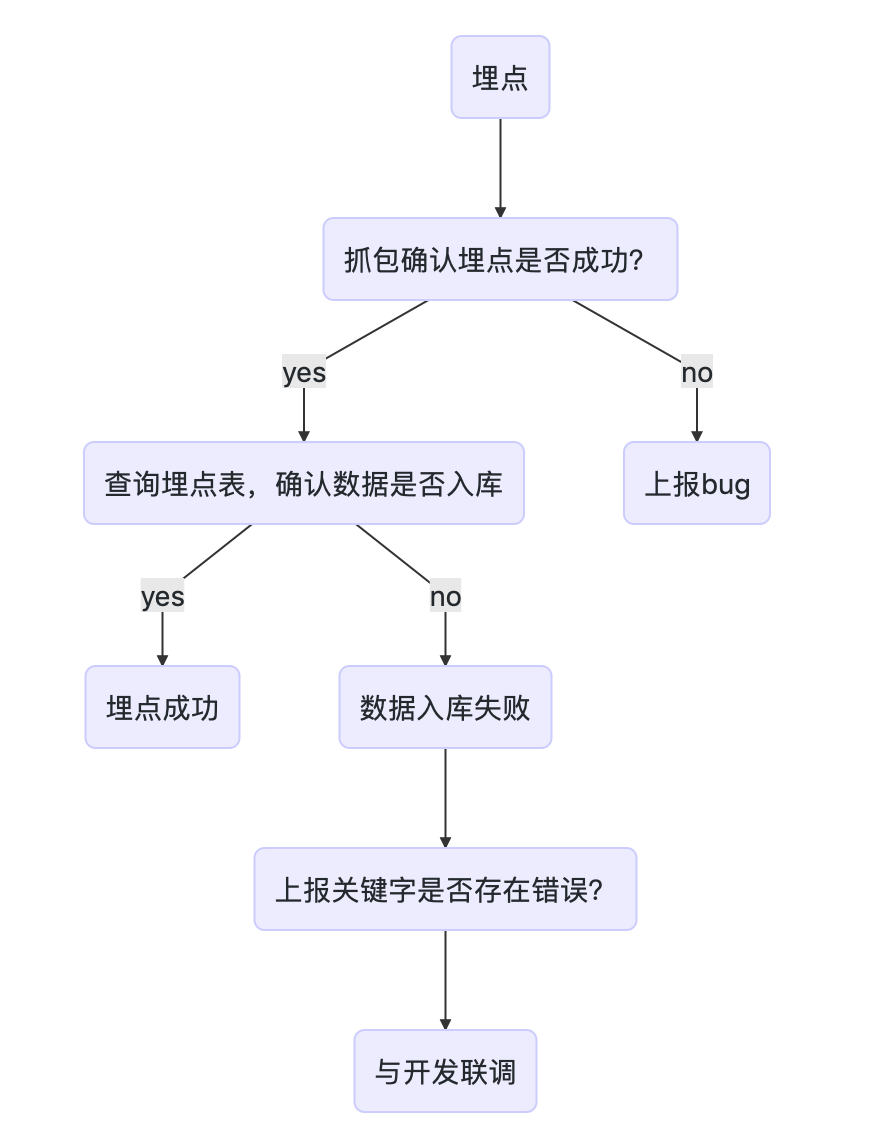 埋点
抓包确认埋点是否成功？
yes
no
查询埋点表，确认数据是否入库
上报bug
yes
no
埋点成功
数据入库失败
上报关键字是否存在错误？
与开发联调